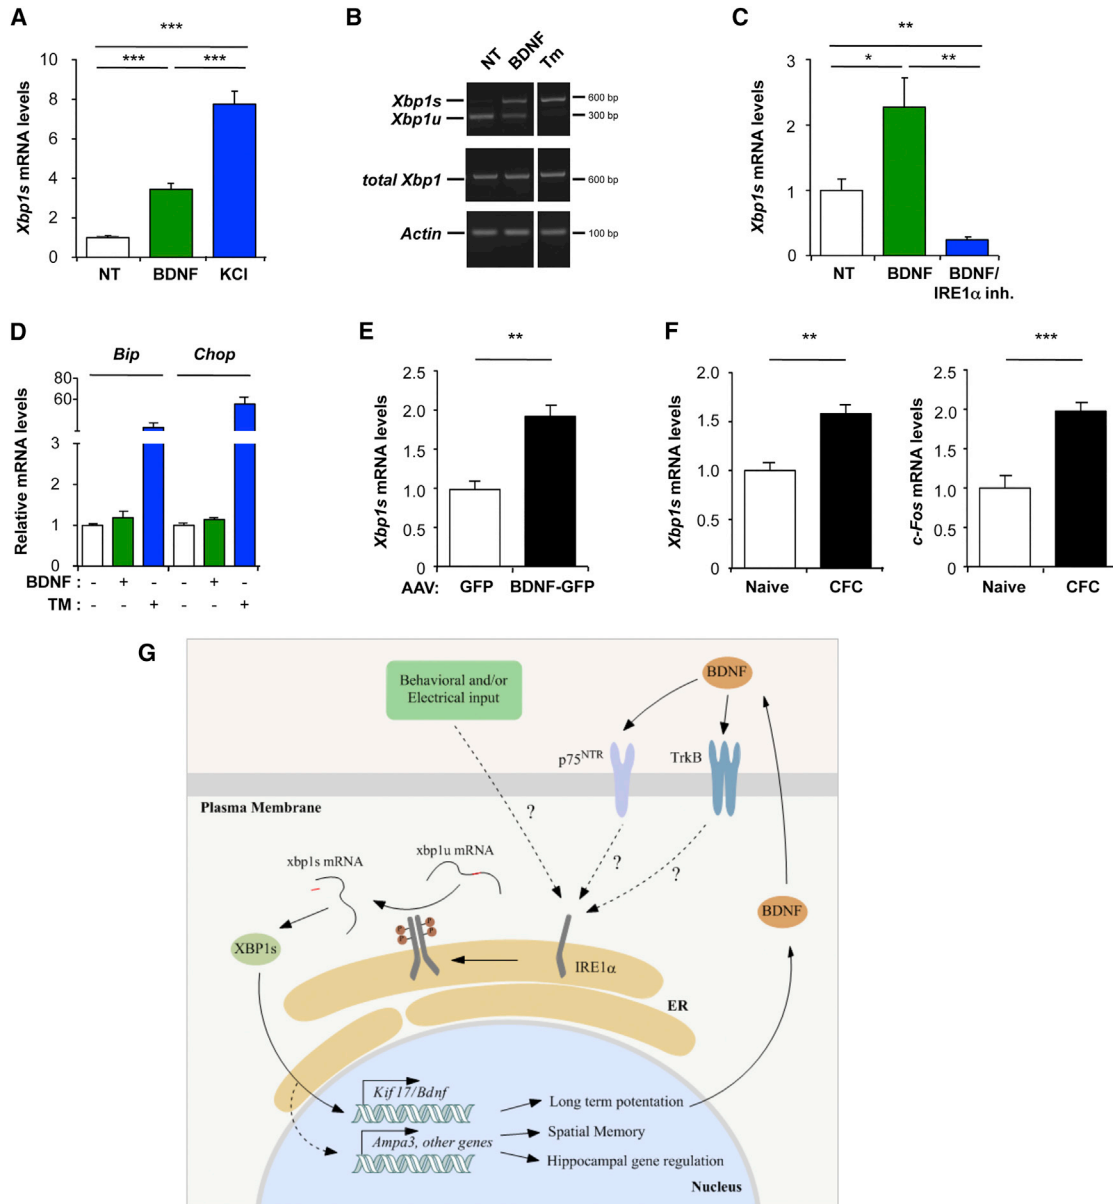 A
***
***
***
Xbp1s mRNA levels
10
8
6
4
2
0
NT
BDNF
KCl
B
NT
BDNF
Tm
Xbp1s
600 bp
Xbp1u
300 bp
total Xbp1
600 bp
Actin
100 bp
C
**
*
**
Xbp1s mRNA levels
3
2
1
0
NT
BDNF
BDNF/
IRE1α inh.
D
Bip
Chop
Relative mRNA levels
80
60
3
2
1
0
BDNF : - + - - + -
TM : - - + - - +
E
**
Xbp1s mRNA levels
2.5
2.0
1.5
1.0
0.5
0
AAV: GFP BDNF-GFP
F
**
Xbp1s mRNA levels
2.0
1.5
1.0
0.5
0
Naive
CFC
***
c-Fos mRNA levels
2.5
2.0
1.5
1.0
0.5
0
Naive
CFC
G
Behavioral and/or
Electrical input
BDNF
p75NTR
TrkB
Plasma Membrane
?
?
?
xbp1s mRNA
xbp1u mRNA
P P
P P
BDNF
XBP1s
IRE1α
ER
Kif17/Bdnf
Long term potentation
Ampa3, other genes
Spatial Memory
Hippocampal gene regulation
Nucleus